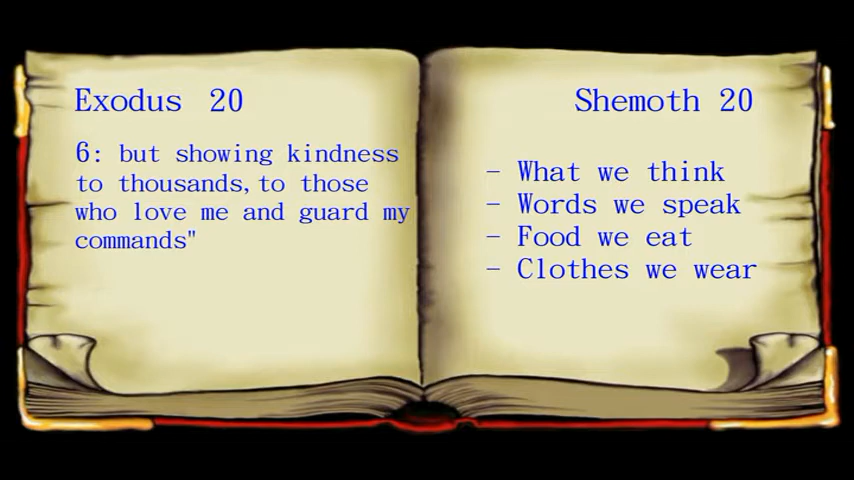 Exodus 20
6: but showing kindness
to thousands,to those
who love me and guard my
commands"
Shemoth 20
- What we think
- Words we speak
- Food we eat
- Clothes we wear